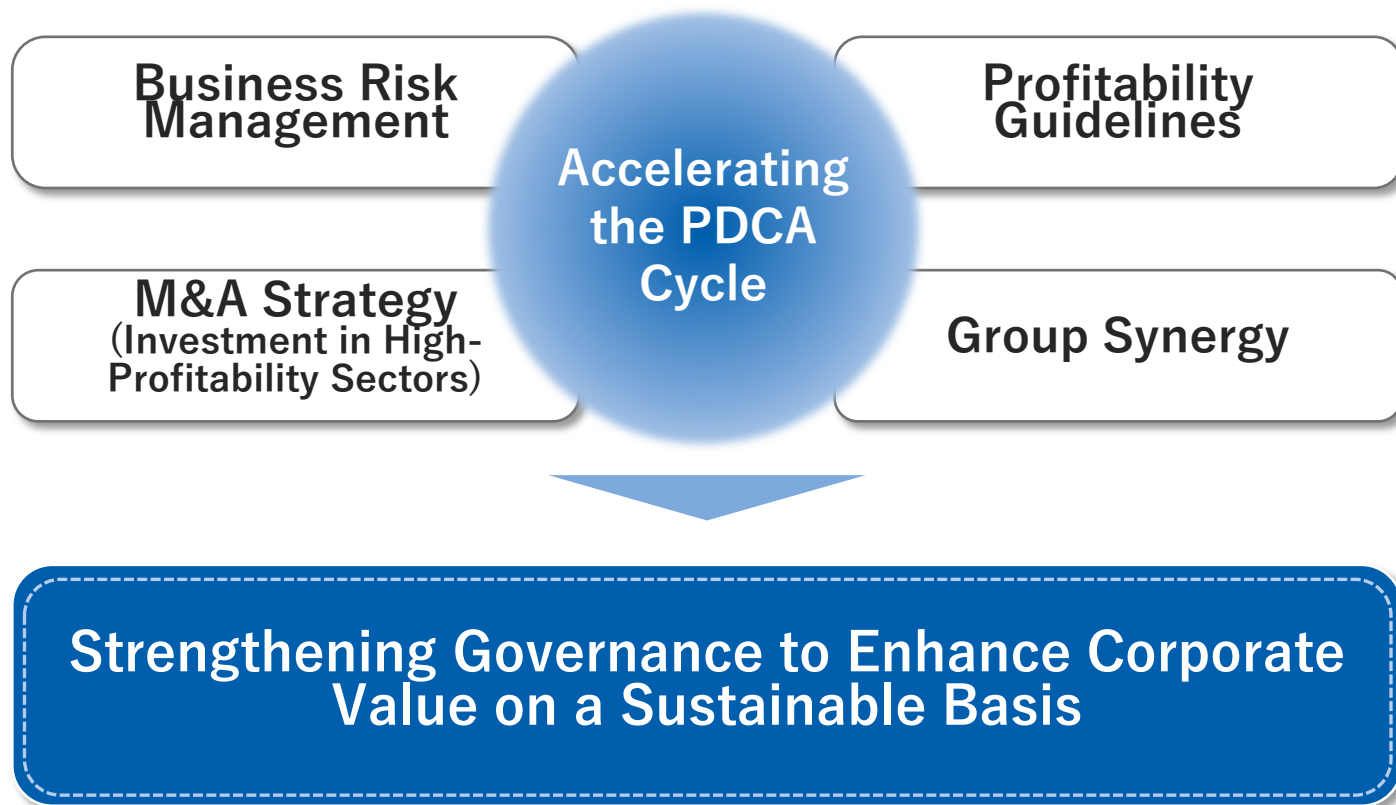 Business Risk
Management
Profitability
Guidelines
Accelerating
the PDCA
Cycle
M&A Strategy
(Investment in High-
Profitability Sectors)
Group Synergy
Strengthening Governance to Enhance Corporate
Value on a Sustainable Basis